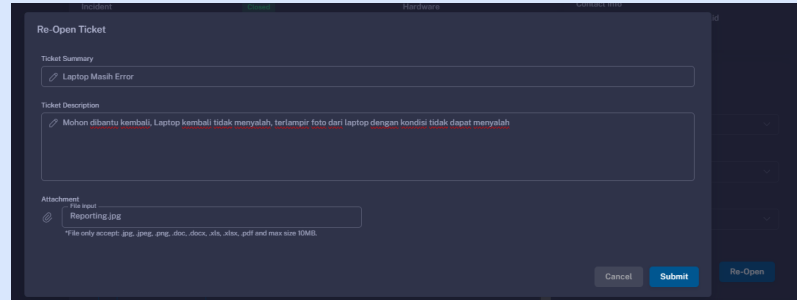 Incident Closed Hardware Contact Info
id
Re-Open Ticket
Ticket Summary
Laptop Masih Error
Ticket Description
Mohon dibantu kembali, Laptop kembali tidak menyalah, terlampir foto dari laptop dengan kondisi tidak dapat menyalah
Attachment
File input
Reporting.jpg
*File only accept: .jpg, .jpeg, .png, .doc, .docx, .xls, .xlsx, .pdf and max size 10MB.
Cancel Submit Re-Open